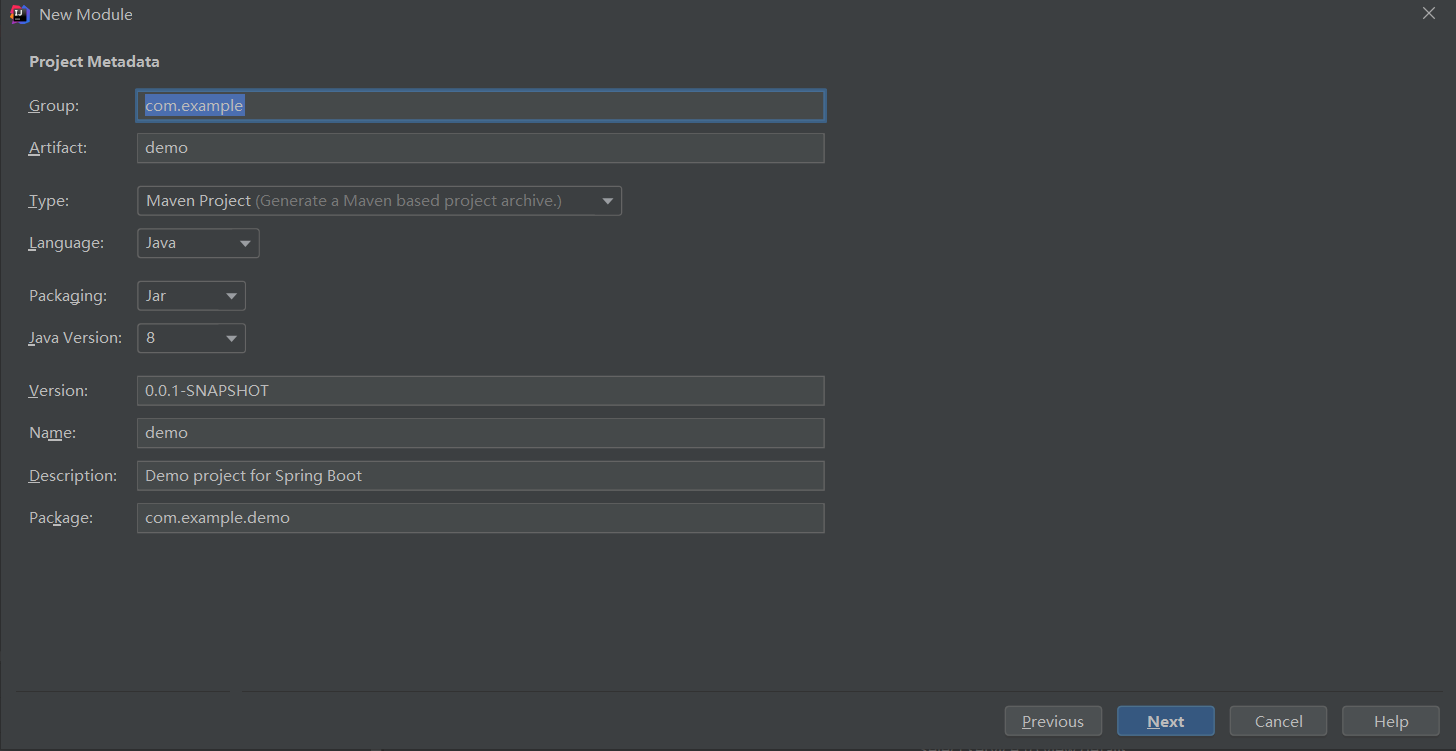 New Module
Project Metadata
Group: com.example
Artifact: demo
Type: Maven Project (Generate a Maven based project archive.)
Language: Java
Packaging: Jar
Java Version: 8
Version: 0.0.1-SNAPSHOT
Name: demo
Description: Demo project for Spring Boot
Package: com.example.demo
Previous Next Cancel Help